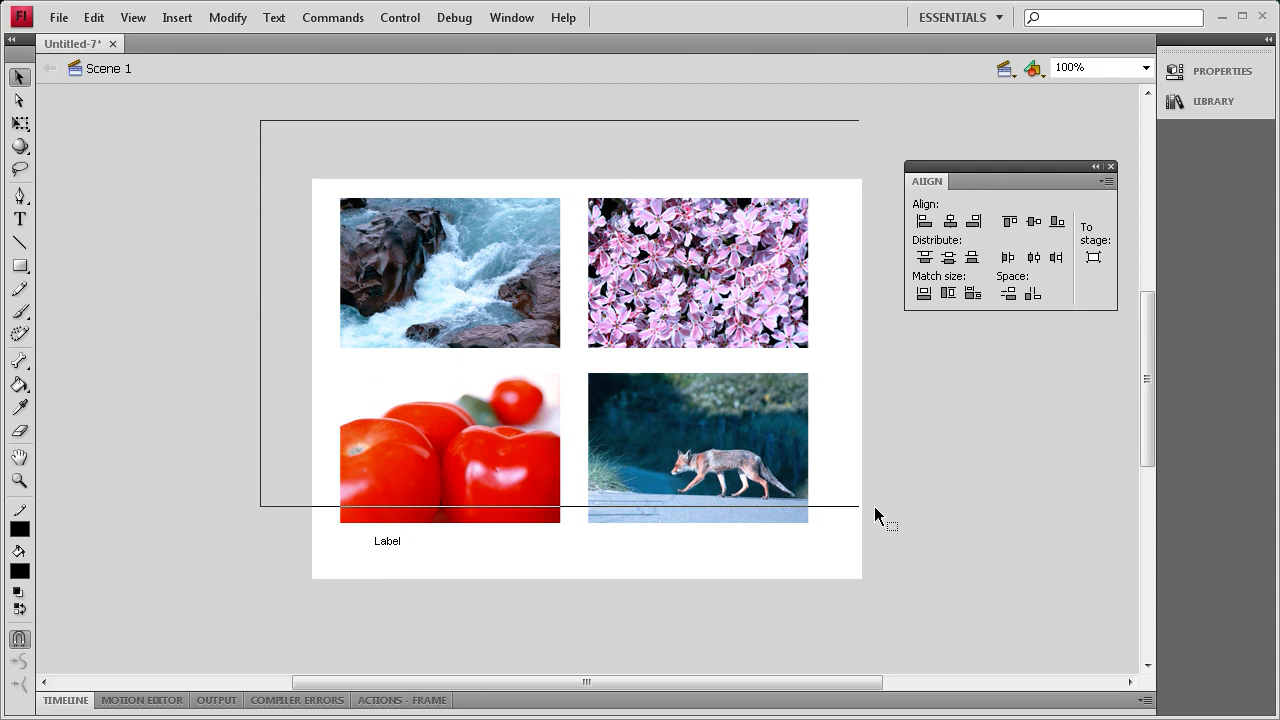 Fl File Edit View Insert Modify Text Commands Control Debug Window Help ESSENTIALS
Untitled-7*
Scene 1 100%
PROPERTIES
LIBRARY
ALIGN
Align:
To
stage:
Distribute:
Match size: Space:
Label
TIMELINE MOTION EDITOR OUTPUT COMPILER ERRORS ACTIONS - FRAME